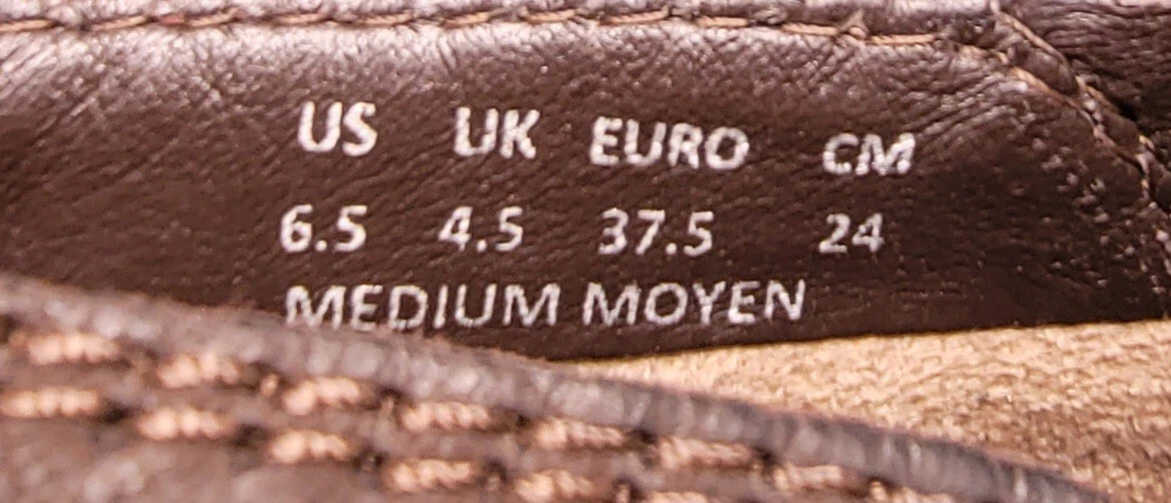 US UK EURO CM
6.5 4.5 37.5 24
MEDIUM MOYEN